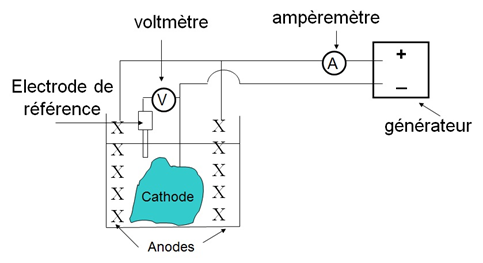 voltmètre
ampèremètre
+
A
–
Electrode de
référence
V
générateur
X X
X X
X X
X X
X X
Cathode
Anodes